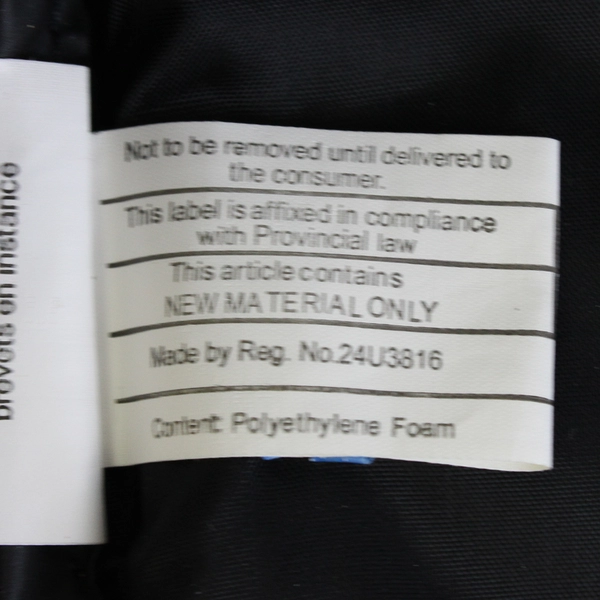 brevets en instance
Not to be removed until delivered to
the consumer.
This label is affixed in compliance
with Provincial law
This article contains
NEW MATERIAL ONLY
Made by Reg. No.24U3816
Content: Polyethylene Foam